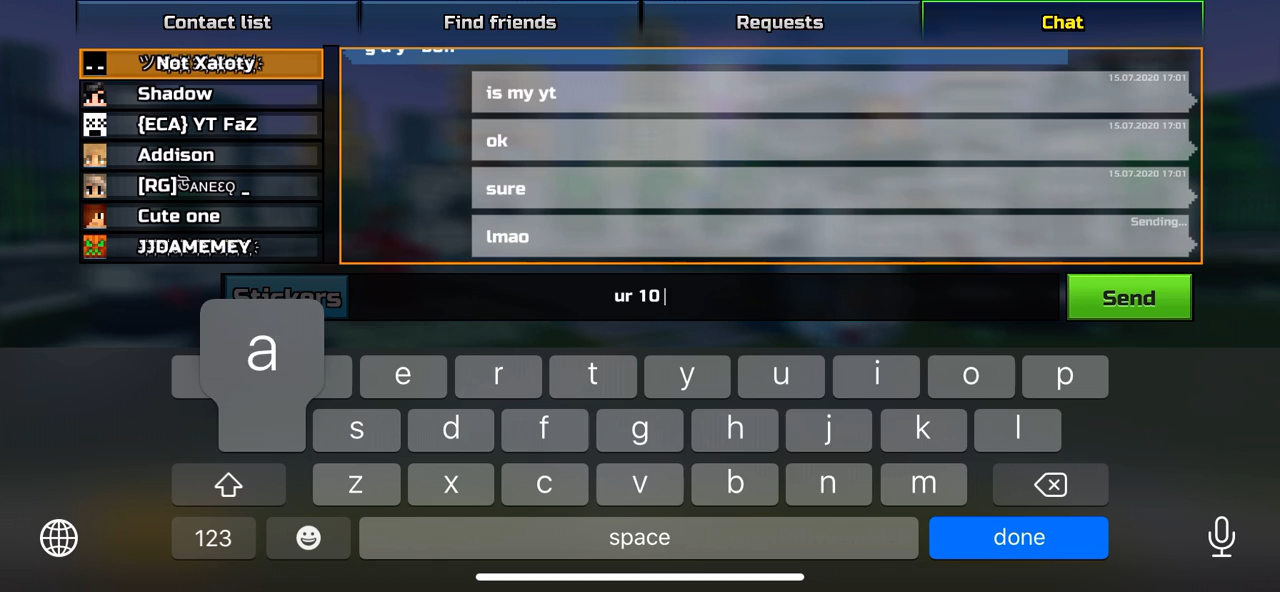 Contact list
Find friends
Requests
Chat
ツNot Xaloty
Shadow
{ECA} YT FaZ
Addison
[RG]
Cute one
JJDAMEMEY
15.07.2020 17:01
is my yt
15.07.2020 17:01
ok
15.07.2020 17:01
sure
Sending...
lmao
Stickers
ur 10
Send
a
e r t y u i o p
s d f g h j k l
z x c v b n m
123
space
done